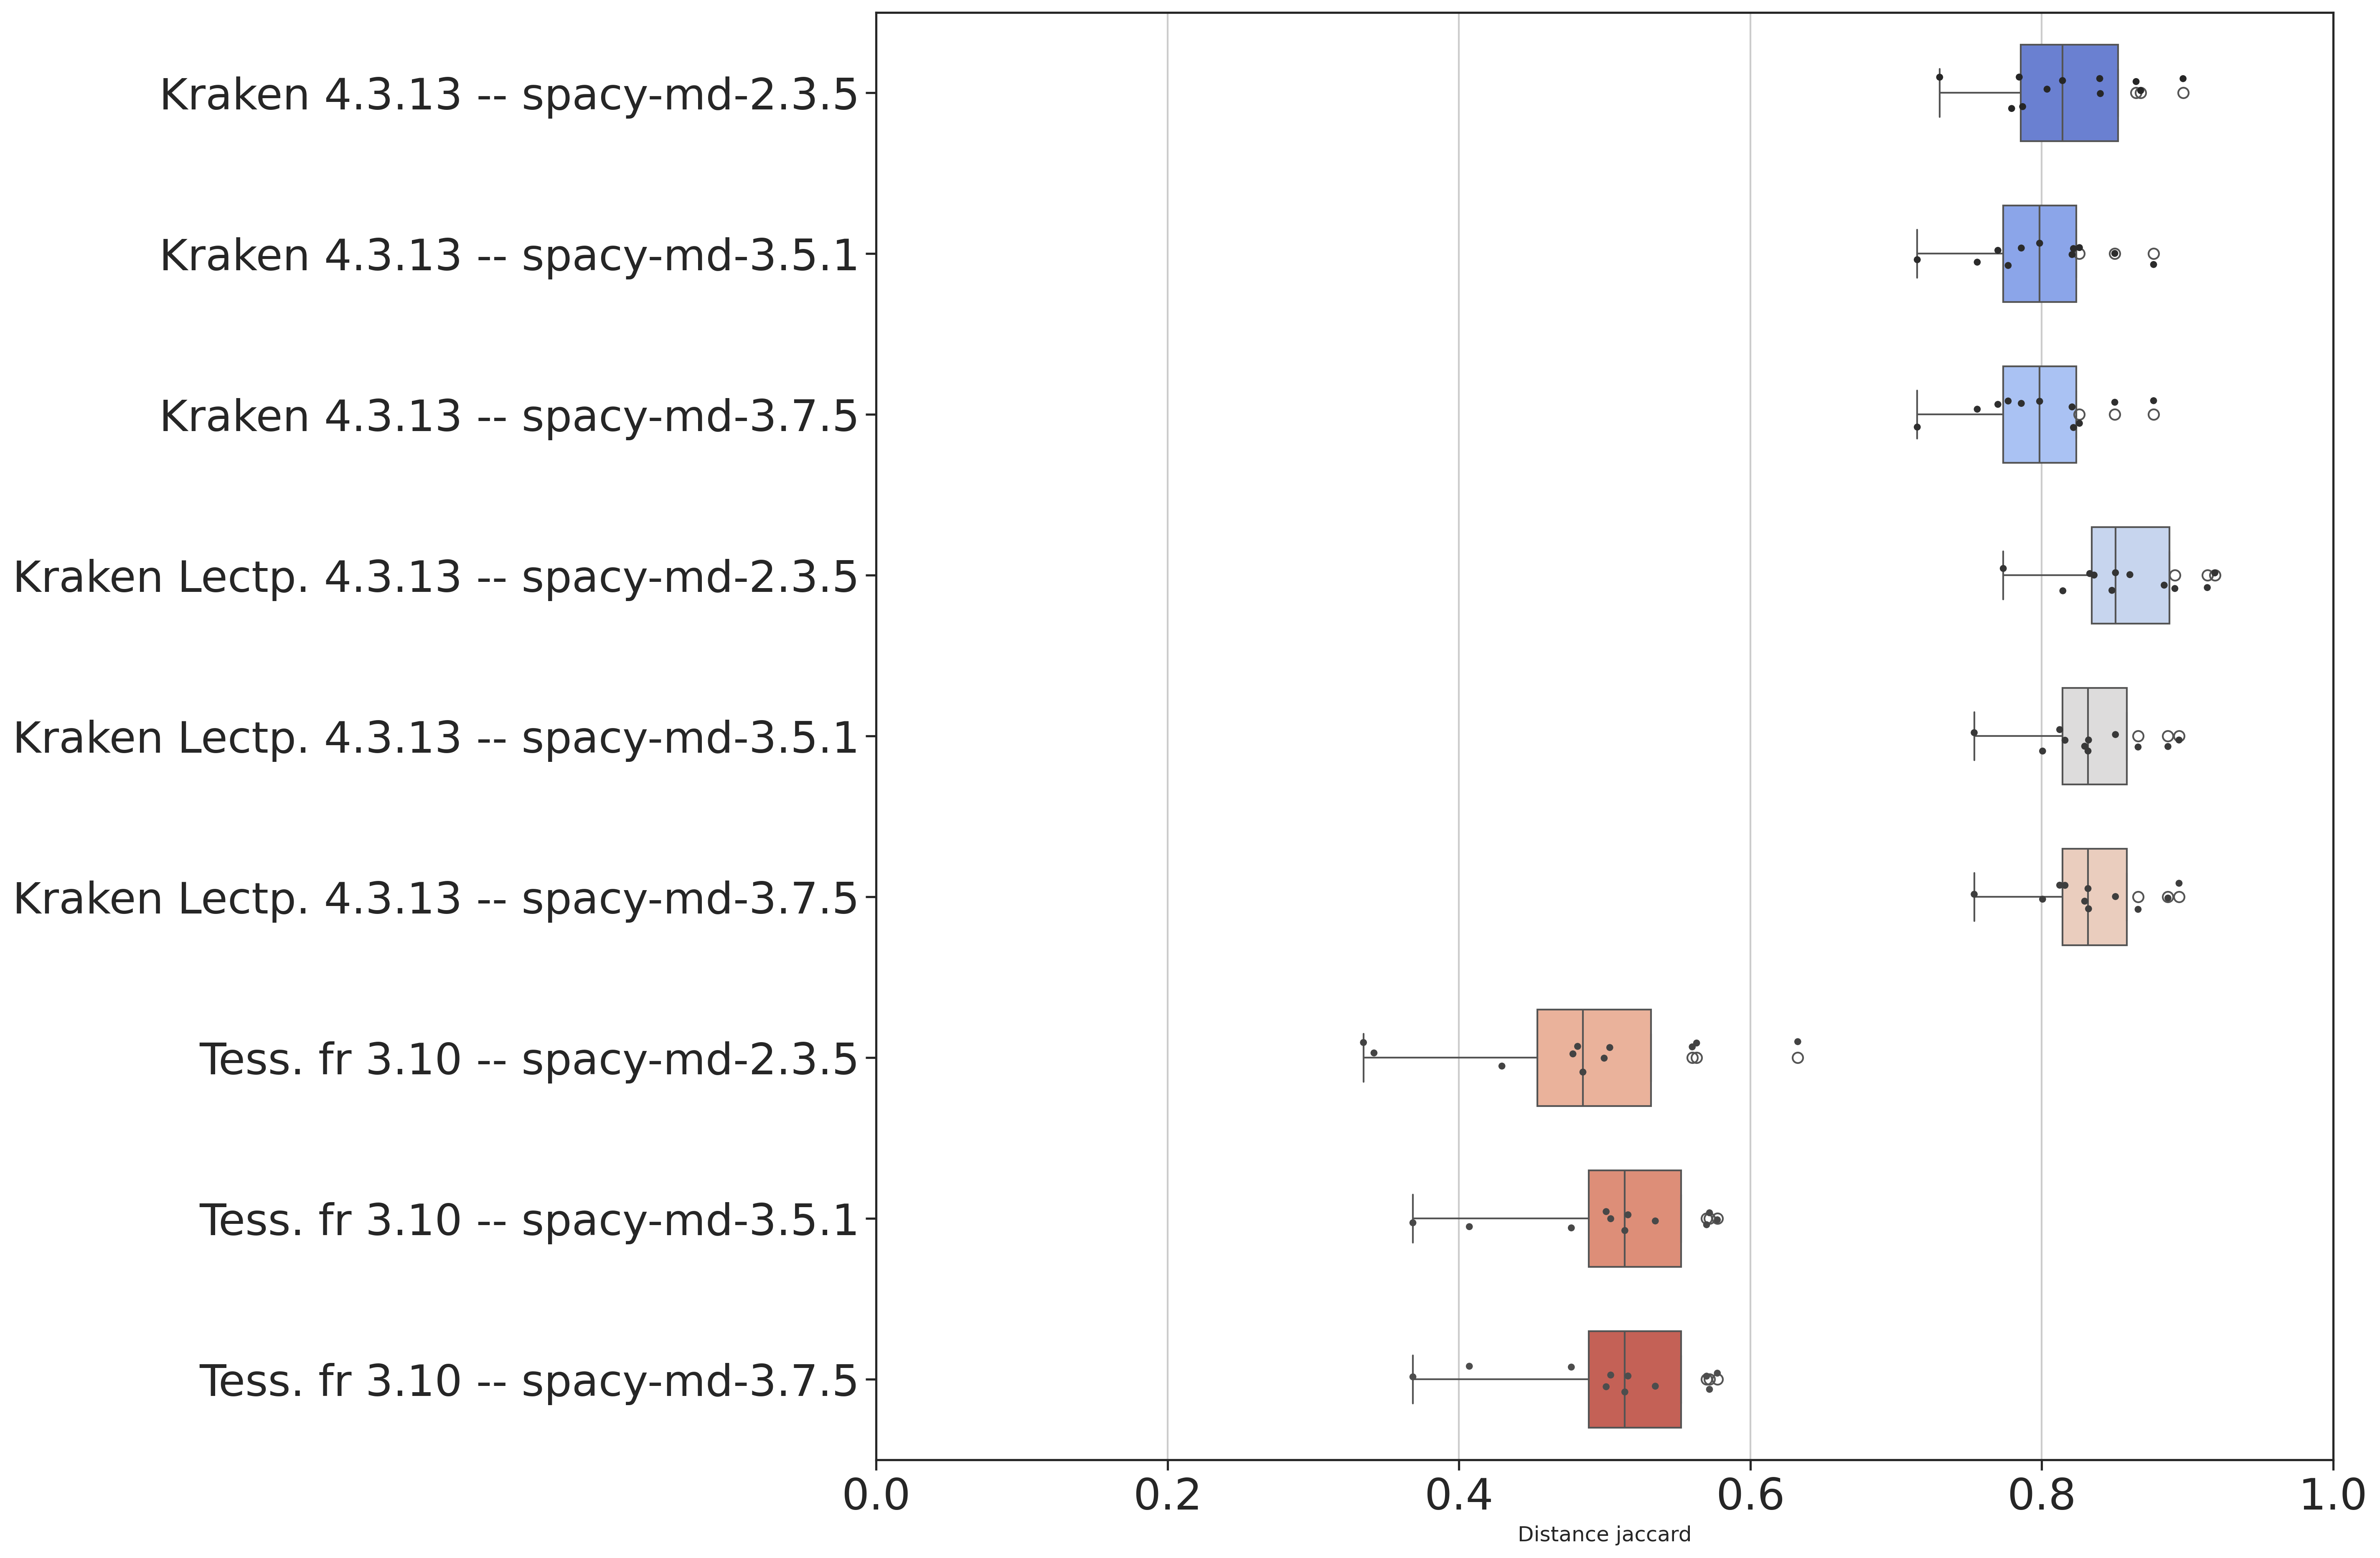 Kraken 4.3.13 -- spacy-md-2.3.5
Kraken 4.3.13 -- spacy-md-3.5.1
Kraken 4.3.13 -- spacy-md-3.7.5
Kraken Lectp. 4.3.13 -- spacy-md-2.3.5
Kraken Lectp. 4.3.13 -- spacy-md-3.5.1
Kraken Lectp. 4.3.13 -- spacy-md-3.7.5
Tess. fr 3.10 -- spacy-md-2.3.5
Tess. fr 3.10 -- spacy-md-3.5.1
Tess. fr 3.10 -- spacy-md-3.7.5
0.0 0.2 0.4 0.6 0.8 1.0
Distance jaccard